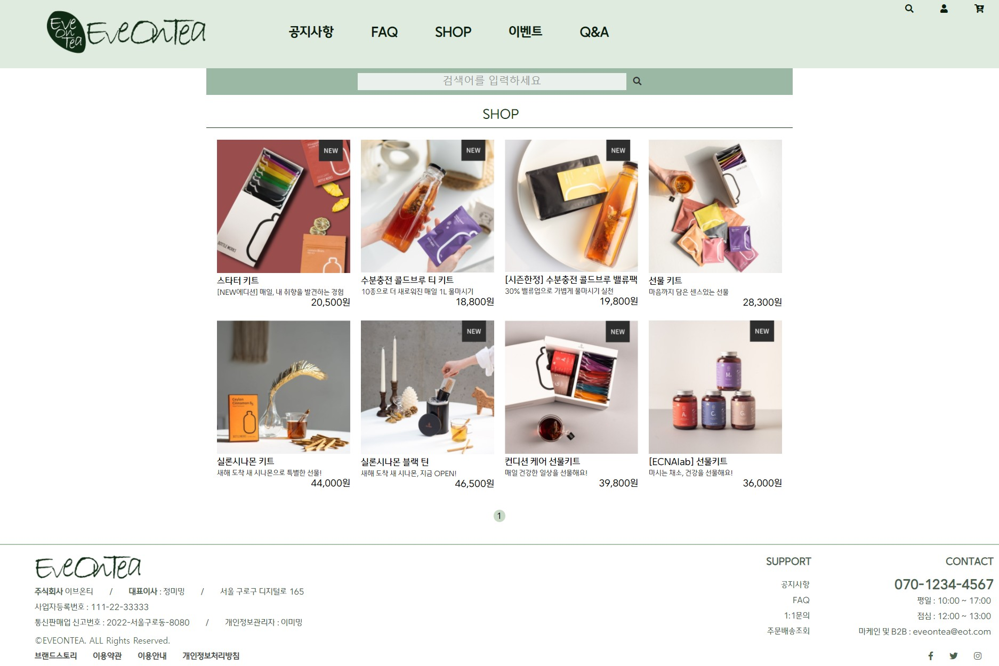 Eve
On
Tea
EveOnTea
공지사항 FAQ SHOP 이벤트 Q&A
검색어를 입력하세요
SHOP
NEW
BOTTLE WORKS
NEW
NEW
스타터 키트
[NEW에디션] 매일, 내 취향을 발견하는 경험
20,500원
수분충전 콜드브루 티 키트
10종으로 더 새로워진 매일 1L 물마시기
18,800원
[시즌한정] 수분충전 콜드브루 밸류팩
30% 밸류업으로 가볍게 물마시기 실천
19,800원
선물 키트
마음까지 담은 센스있는 선물
28,300원
Ceylon
Cinnamon
BOTTLE WORKS
NEW
NEW
NEW
M
A
C
G
실론시나몬 키트
새해 도착 새 시나몬으로 특별한 선물!
44,000원
실론시나몬 블랙 틴
새해 도착 새 시나몬, 지금 OPEN!
46,500원
컨디션 케어 선물키트
매일 건강한 일상을 선물해요!
39,800원
[ECNAlab] 선물키트
마시는 채소, 건강을 선물해요!
36,000원
1
EveOnTea
주식회사 이브온티 / 대표이사 : 정미밍 / 서울 구로구 디지털로 165
사업자등록번호 : 111-22-33333
통신판매업 신고번호 : 2022-서울구로동-8080 / 개인정보관리자 : 이미밍
©EVEONTEA. ALL Rights Reserved.
브랜드스토리 이용약관 이용안내 개인정보처리방침
SUPPORT
공지사항
FAQ
1:1문의
주문배송조회
CONTACT
070-1234-4567
평일 : 10:00 ~ 17:00
점심 : 12:00 ~ 13:00
마케인 및 B2B : eveontea@eot.com